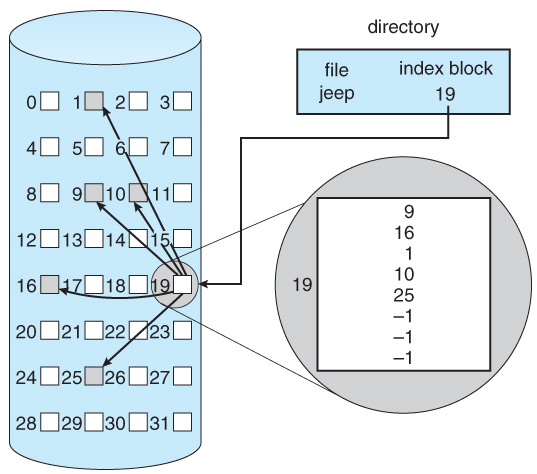 directory
file index block
jeep 19
0 1 2 3
4 5 6 7
8 9 10 11
12 13 14 15
16 17 18 19
20 21 22 23
24 25 26 27
28 29 30 31
19
9
16
1
10
25
–1
–1
–1